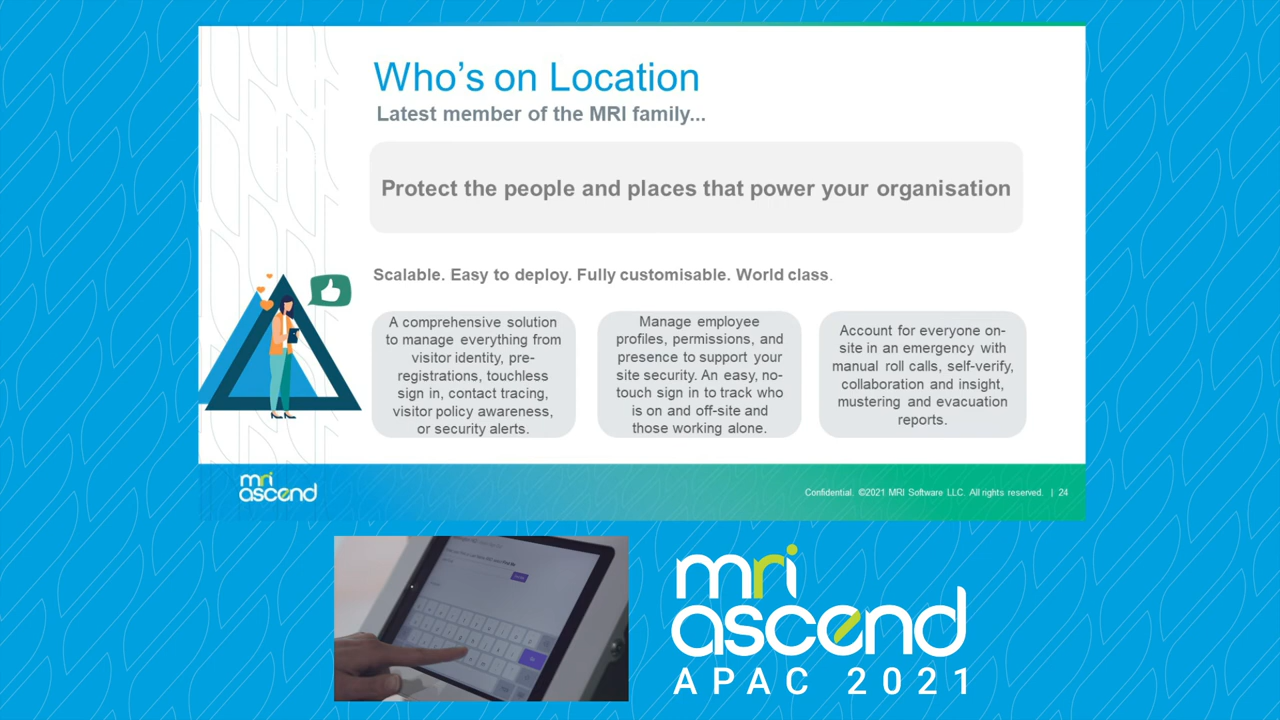 Who's on Location
Latest member of the MRI family...
Protect the people and places that power your organisation
Scalable. Easy to deploy. Fully customisable. World class.
A comprehensive solution
to manage everything from
visitor identity, pre-
registrations, touchless
sign in, contact tracing,
visitor policy awareness,
or security alerts.
Manage employee
profiles, permissions, and
presence to support your
site security. An easy, no-
touch sign in to track who
is on and off-site and
those working alone.
Account for everyone on-
site in an emergency with
manual roll calls, self-verify,
collaboration and insight,
mustering and evacuation
reports.
mri
ascend
Confidential. ©2021 MRI Software LLC. All rights reserved. | 24
mri
ascend
APAC 2021